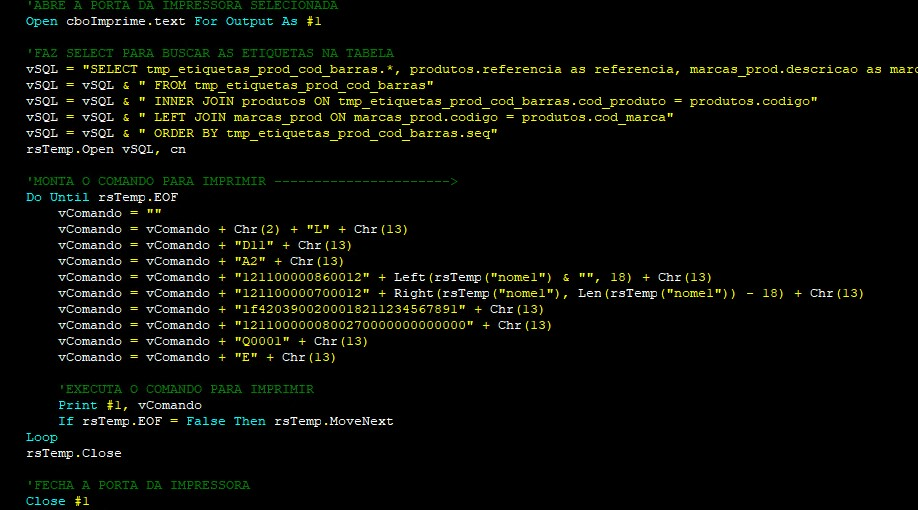 'ABRE A PORTA DA IMPRESSORA SELECIONADA
Open cboImprime.text For Output As #1
'FAZ SELECT PARA BUSCAR AS ETIQUETAS NA TABELA
vSQL = "SELECT tmp_etiquetas_prod_cod_barras.*, produtos.referencia as referencia, marcas_prod.descricao as marc
vSQL = vSQL & " FROM tmp_etiquetas_prod_cod_barras"
vSQL = vSQL & " INNER JOIN produtos ON tmp_etiquetas_prod_cod_barras.cod_produto = produtos.codigo"
vSQL = vSQL & " LEFT JOIN marcas_prod ON marcas_prod.codigo = produtos.cod_marca"
vSQL = vSQL & " ORDER BY tmp_etiquetas_prod_cod_barras.seq"
rsTemp.Open vSQL, cn
'MONTA O COMANDO PARA IMPRIMIR ---------------------->
Do Until rsTemp.EOF
vComando = ""
vComando = vComando + Chr(2) + "L" + Chr(13)
vComando = vComando + "D11" + Chr(13)
vComando = vComando + "A2" + Chr(13)
vComando = vComando + "121100000860012" + Left(rsTemp("nome1") & "", 18) + Chr(13)
vComando = vComando + "121100000700012" + Right(rsTemp("nome1"), Len(rsTemp("nome1")) - 18) + Chr(13)
vComando = vComando + "1f4203900200018211234567891" + Chr(13)
vComando = vComando + "1211000000800270000000000000" + Chr(13)
vComando = vComando + "Q0001" + Chr(13)
vComando = vComando + "E" + Chr(13)
'EXECUTA O COMANDO PARA IMPRIMIR
Print #1, vComando
If rsTemp.EOF = False Then rsTemp.MoveNext
Loop
rsTemp.Close
'FECHA A PORTA DA IMPRESSORA
Close #1